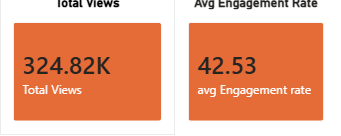 Total Views
Avg Engagement Rate
324.82K
Total Views
42.53
avg Engagement rate